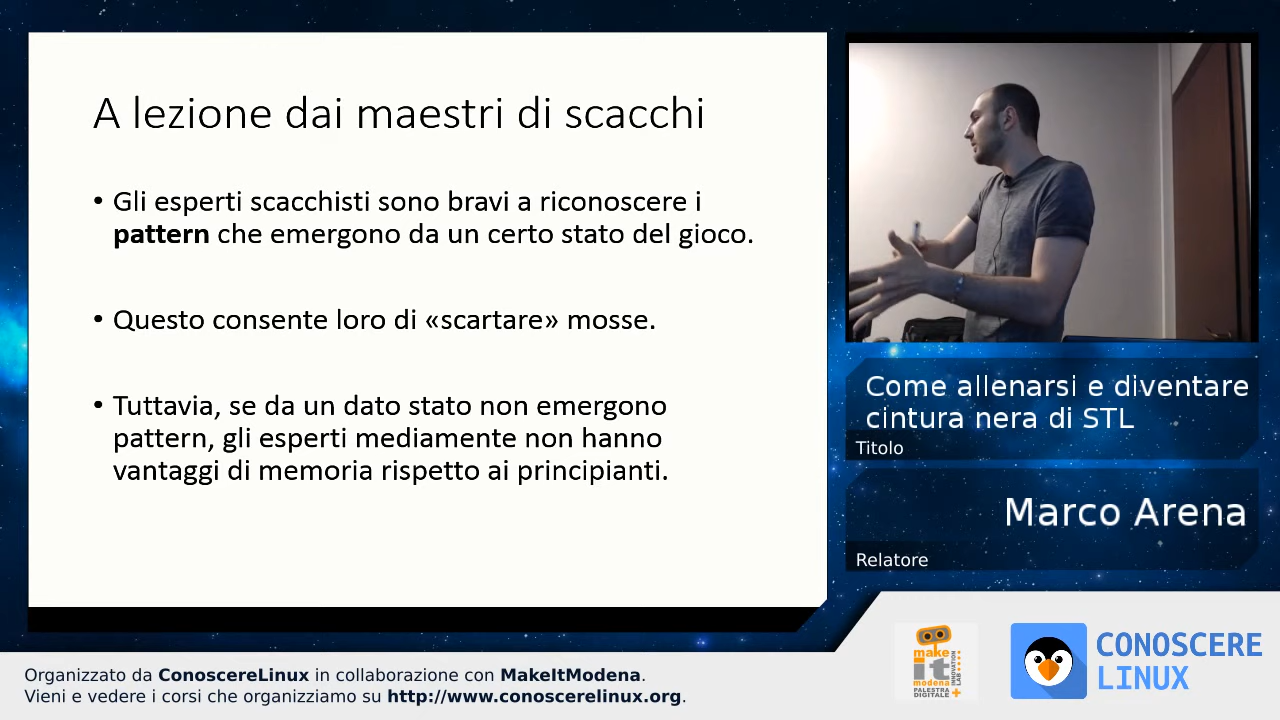 A lezione dai maestri di scacchi
• Gli esperti scacchisti sono bravi a riconoscere i
pattern che emergono da un certo stato del gioco.
• Questo consente loro di «scartare» mosse.
• Tuttavia, se da un dato stato non emergono
pattern, gli esperti mediamente non hanno
vantaggi di memoria rispetto ai principianti.
Come allenarsi e diventare
cintura nera di STL
Titolo
Marco Arena
Relatore
make
it
modena
PALESTRA
DIGITALE
INNOVATION
LAB
CONOSCERE
LINUX
Organizzato da ConoscereLinux in collaborazione con MakeItModena.
Vieni e vedere i corsi che organizziamo su http://www.conoscerelinux.org.